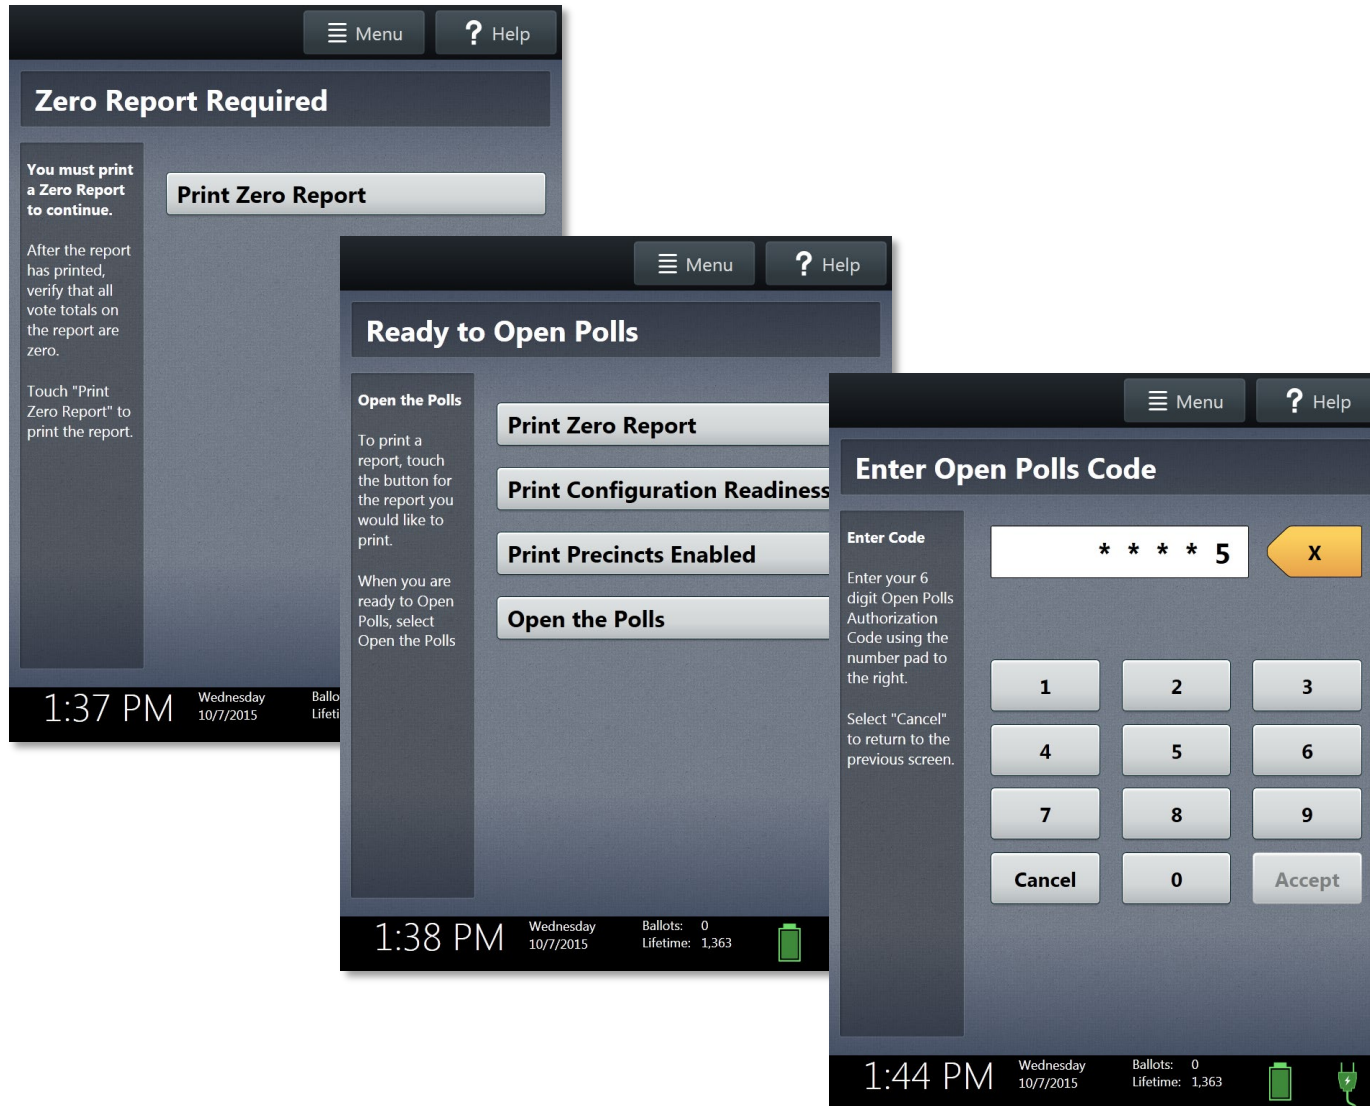 Menu
? Help
Zero Report Required
You must print
a Zero Report
to continue.
After the report
has printed,
verify that all
vote totals on
the report are
zero.
Touch "Print
Zero Report" to
print the report.
Print Zero Report
1:37 PM
Wednesday
10/7/2015
Ballo
Lifeti
Menu
? Help
Ready to Open Polls
Open the Polls
To print a
report, touch
the button for
the report you
would like to
print.
When you are
ready to Open
Polls, select
Open the Polls
Print Zero Report
Print Configuration Readiness
Print Precincts Enabled
Open the Polls
1:38 PM
Wednesday
10/7/2015
Ballots: 0
Lifetime: 1,363
Menu
? Help
Enter Open Polls Code
Enter Code
Enter your 6
digit Open Polls
Authorization
Code using the
number pad to
the right.
Select "Cancel"
to return to the
previous screen.
* * * * 5
X
1 2 3
4 5 6
7 8 9
Cancel 0 Accept
1:44 PM
Wednesday
10/7/2015
Ballots: 0
Lifetime: 1,363